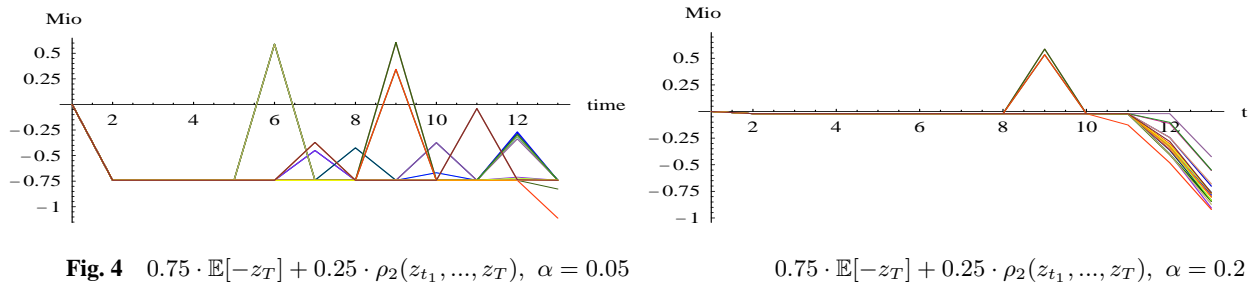 Mio
0.5
0.25
2 4 6 8 10 12 time
−0.25
−0.5
−0.75
−1
Mio
0.5
0.25
2 4 6 8 10 12 t
−0.25
−0.5
−0.75
−1
Fig. 4 0.75 · 𝔼[−z_T] + 0.25 · ρ_2(z_{t_1}, ..., z_T), α = 0.05
0.75 · 𝔼[−z_T] + 0.25 · ρ_2(z_{t_1}, ..., z_T), α = 0.2